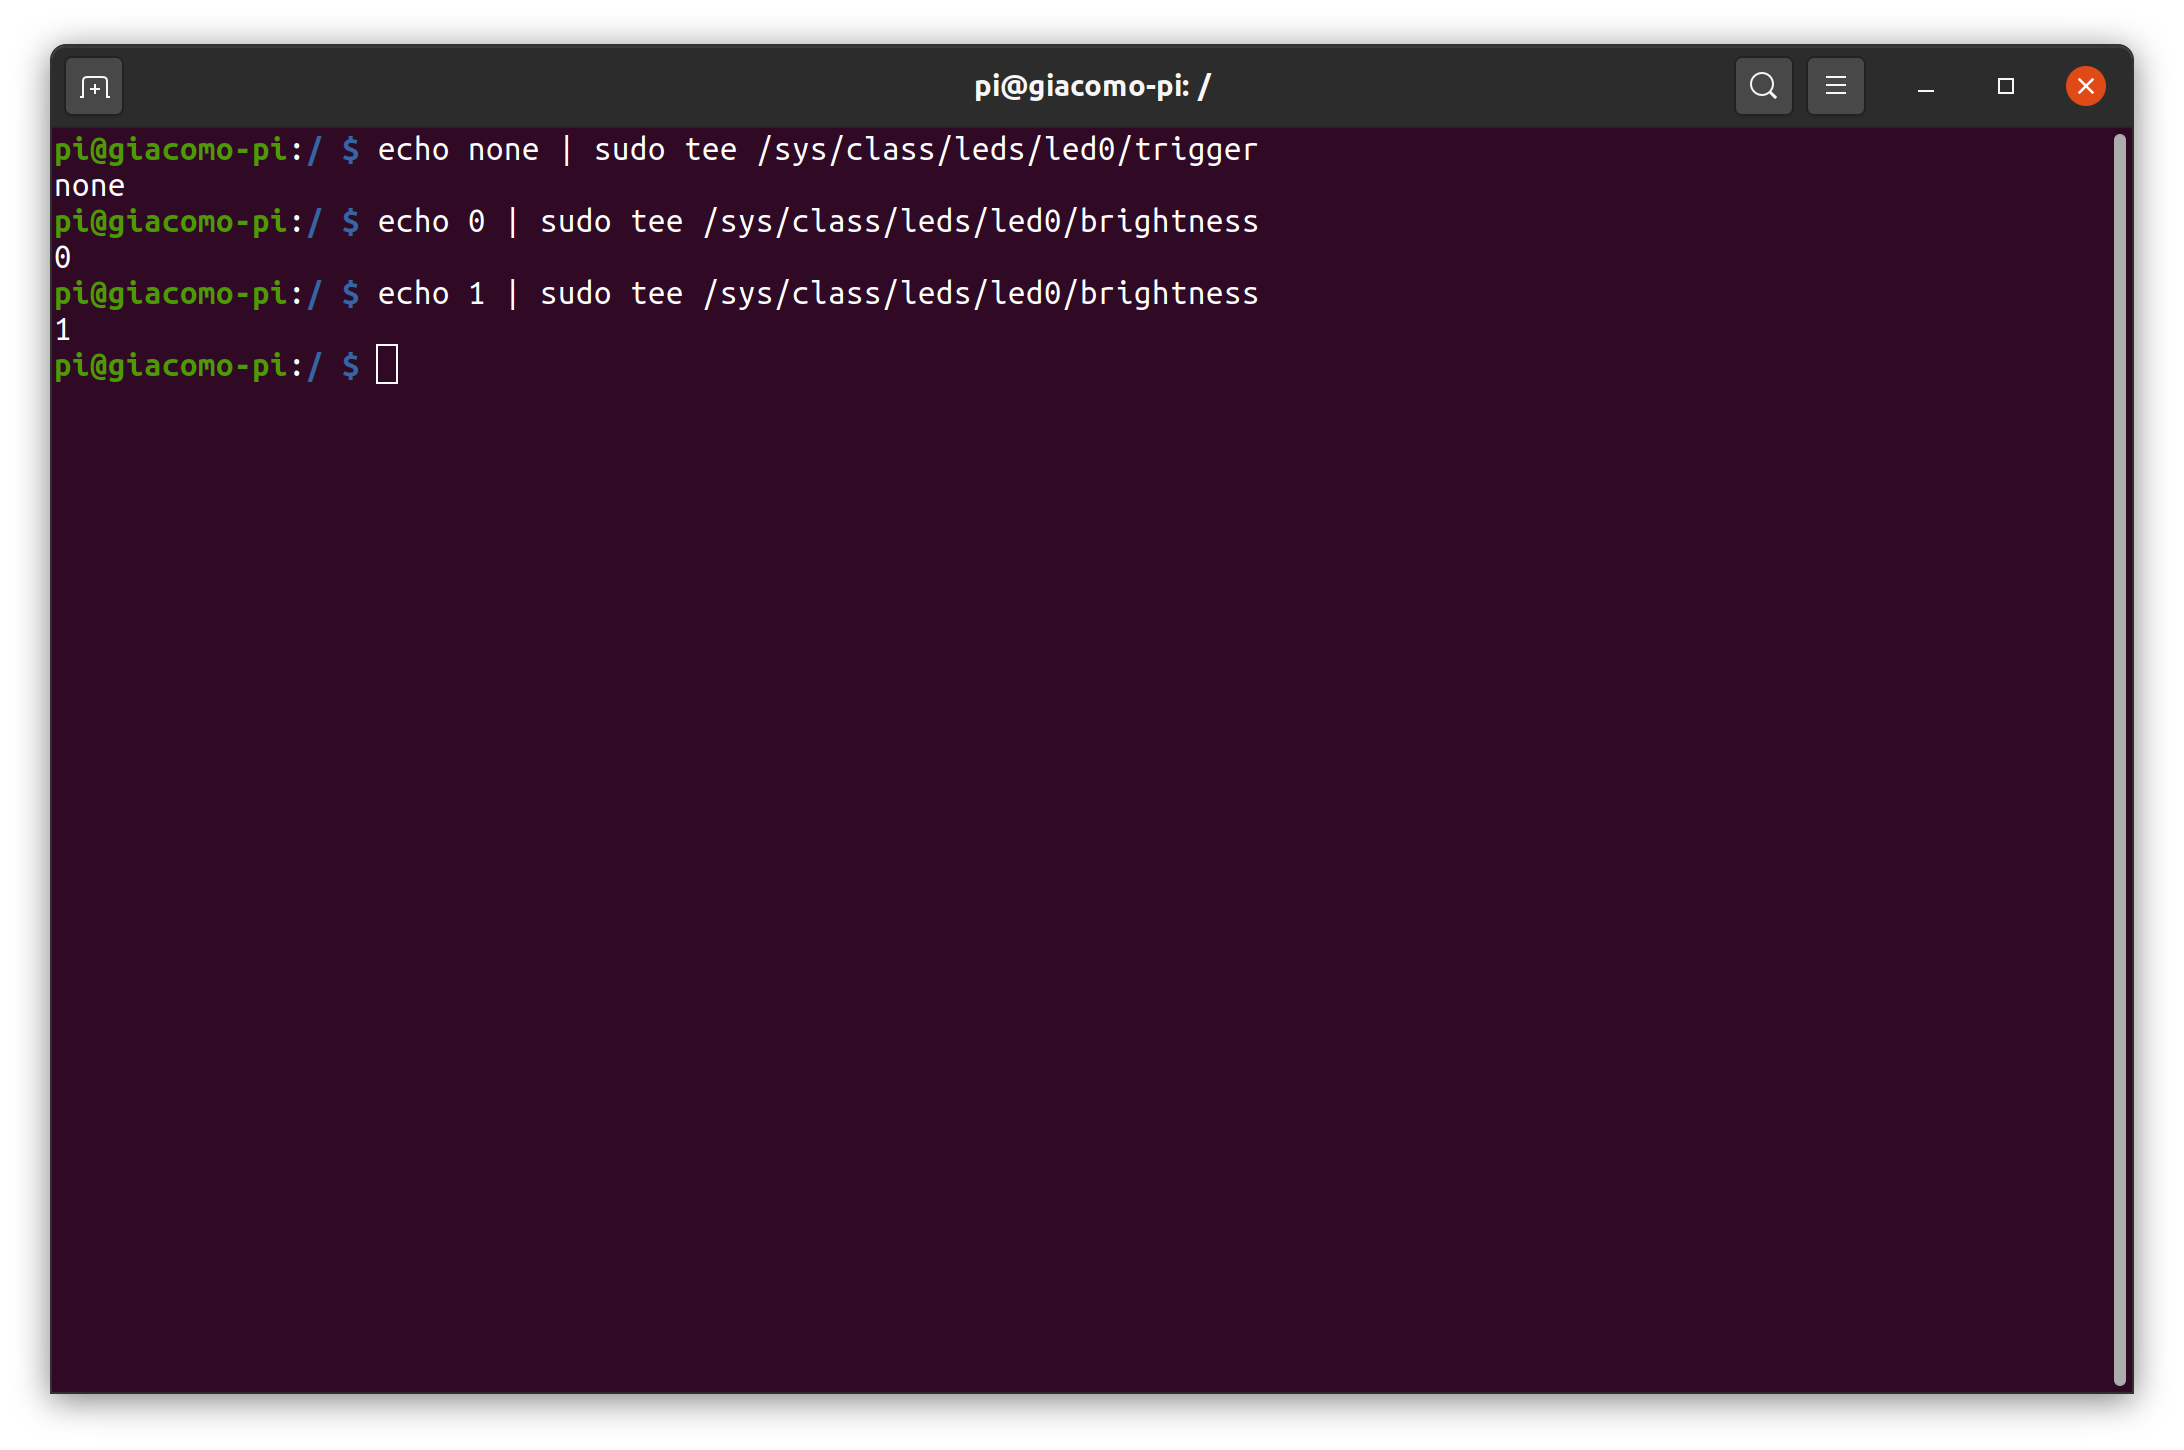 pi@giacomo-pi: /
pi@giacomo-pi:/ $ echo none | sudo tee /sys/class/leds/led0/trigger
none
pi@giacomo-pi:/ $ echo 0 | sudo tee /sys/class/leds/led0/brightness
0
pi@giacomo-pi:/ $ echo 1 | sudo tee /sys/class/leds/led0/brightness
1
pi@giacomo-pi:/ $